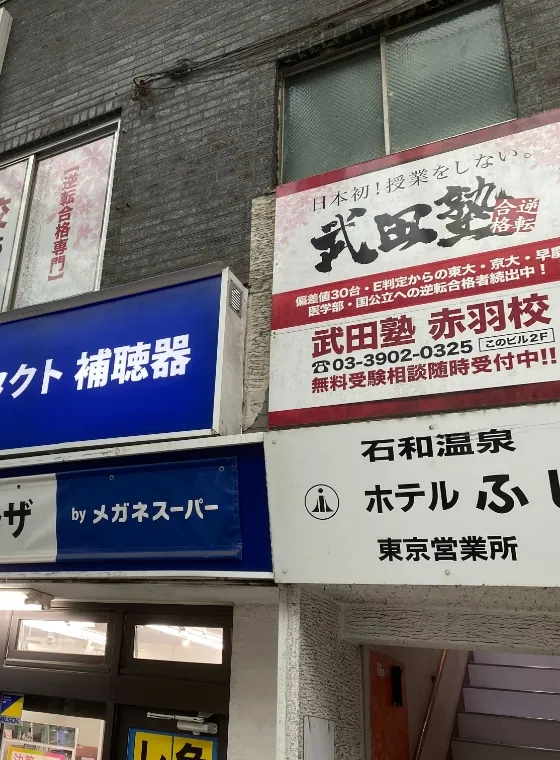 【逆転合格専門】
日本初！授業をしない。
武田塾
逆転
合格
偏差値30台・E判定からの東大・京大・早
医学部・国公立への逆転合格者続出中！
武田塾 赤羽校
☎03-3902-0325 このビル2F
無料受験相談随時受付中!!
クト 補聴器
ザ
by メガネスーパー
石和温泉
ホテル ふ
東京営業所